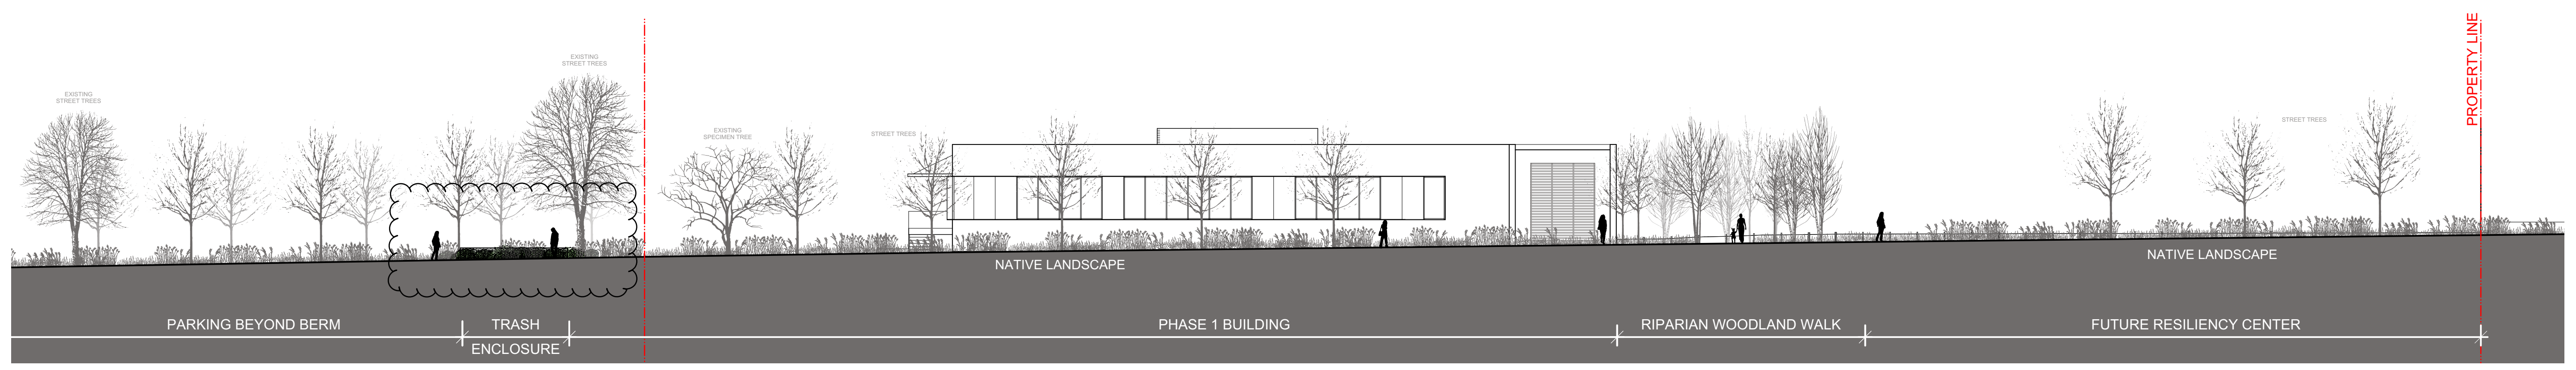 EXISTING
STREET TREES
EXISTING
STREET TREES
EXISTING
SPECIMEN TREE
STREET TREES
STREET TREES
PROPERTY LINE
NATIVE LANDSCAPE
NATIVE LANDSCAPE
PARKING BEYOND BERM
TRASH
ENCLOSURE
PHASE 1 BUILDING
RIPARIAN WOODLAND WALK
FUTURE RESILIENCY CENTER